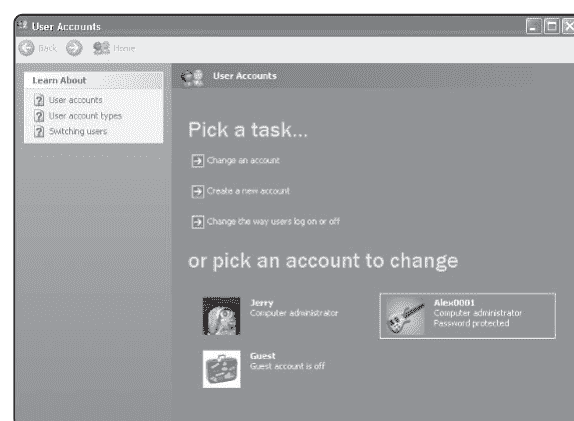 User Accounts
Back Home
Learn About
User accounts
User account types
Switching users
User Accounts
Pick a task...
Change an account
Create a new account
Change the way users log on or off
or pick an account to change
Jerry
Computer administrator
Alex0001
Computer administrator
Password protected
Guest
Guest account is off